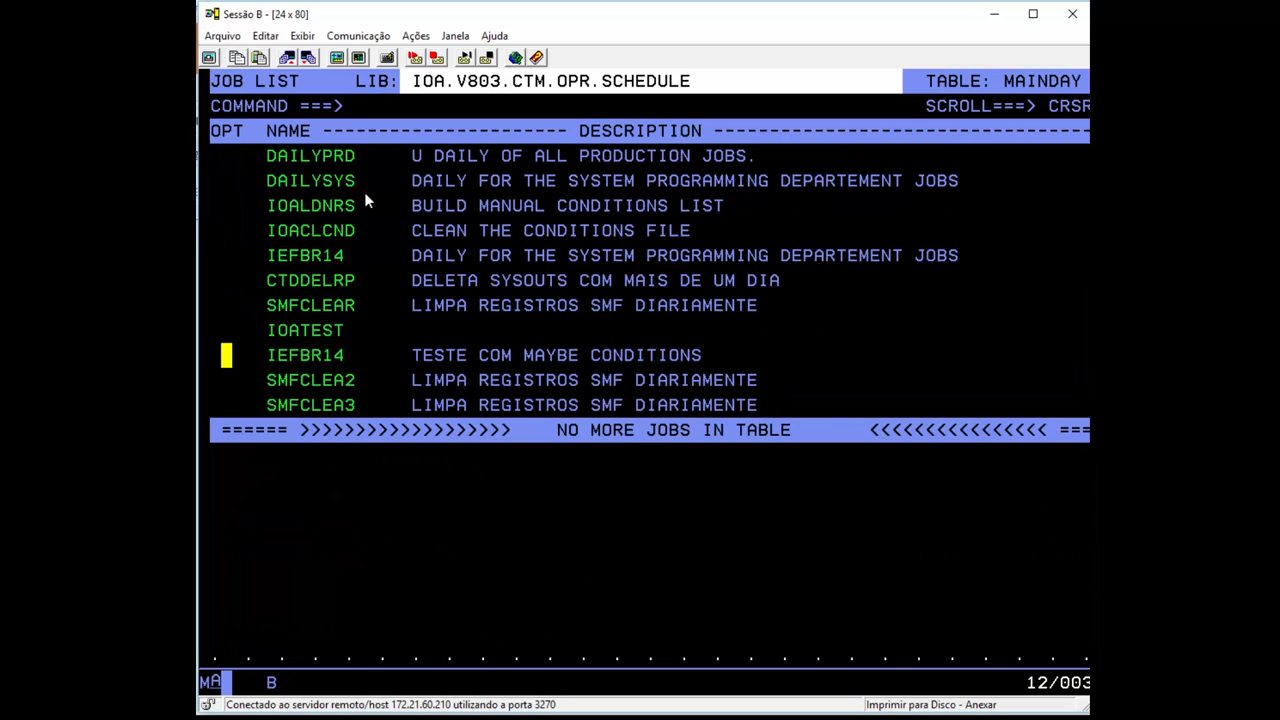 Sessão B - [24 x 80]
Arquivo Editar Exibir Comunicação Ações Janela Ajuda
JOB LIST LIB: IOA.V803.CTM.OPR.SCHEDULE TABLE: MAINDAY
COMMAND ===> SCROLL===> CRSR
OPT NAME ---------------------- DESCRIPTION ----------------------------------
DAILYPRD U DAILY OF ALL PRODUCTION JOBS.
DAILYSYS DAILY FOR THE SYSTEM PROGRAMMING DEPARTEMENT JOBS
IOALDNRS BUILD MANUAL CONDITIONS LIST
IOACLCND CLEAN THE CONDITIONS FILE
IEFBR14 DAILY FOR THE SYSTEM PROGRAMMING DEPARTEMENT JOBS
CTDDELRP DELETA SYSOUTS COM MAIS DE UM DIA
SMFCLEAR LIMPA REGISTROS SMF DIARIAMENTE
IOATEST
IEFBR14 TESTE COM MAYBE CONDITIONS
SMFCLEA2 LIMPA REGISTROS SMF DIARIAMENTE
SMFCLEA3 LIMPA REGISTROS SMF DIARIAMENTE
====== >>>>>>>>>>>>>>>>>>> NO MORE JOBS IN TABLE <<<<<<<<<<<<<<<< ===
MA B 12/003
Conectado ao servidor remoto/host 172.21.60.210 utilizando a porta 3270 Imprimir para Disco - Anexar